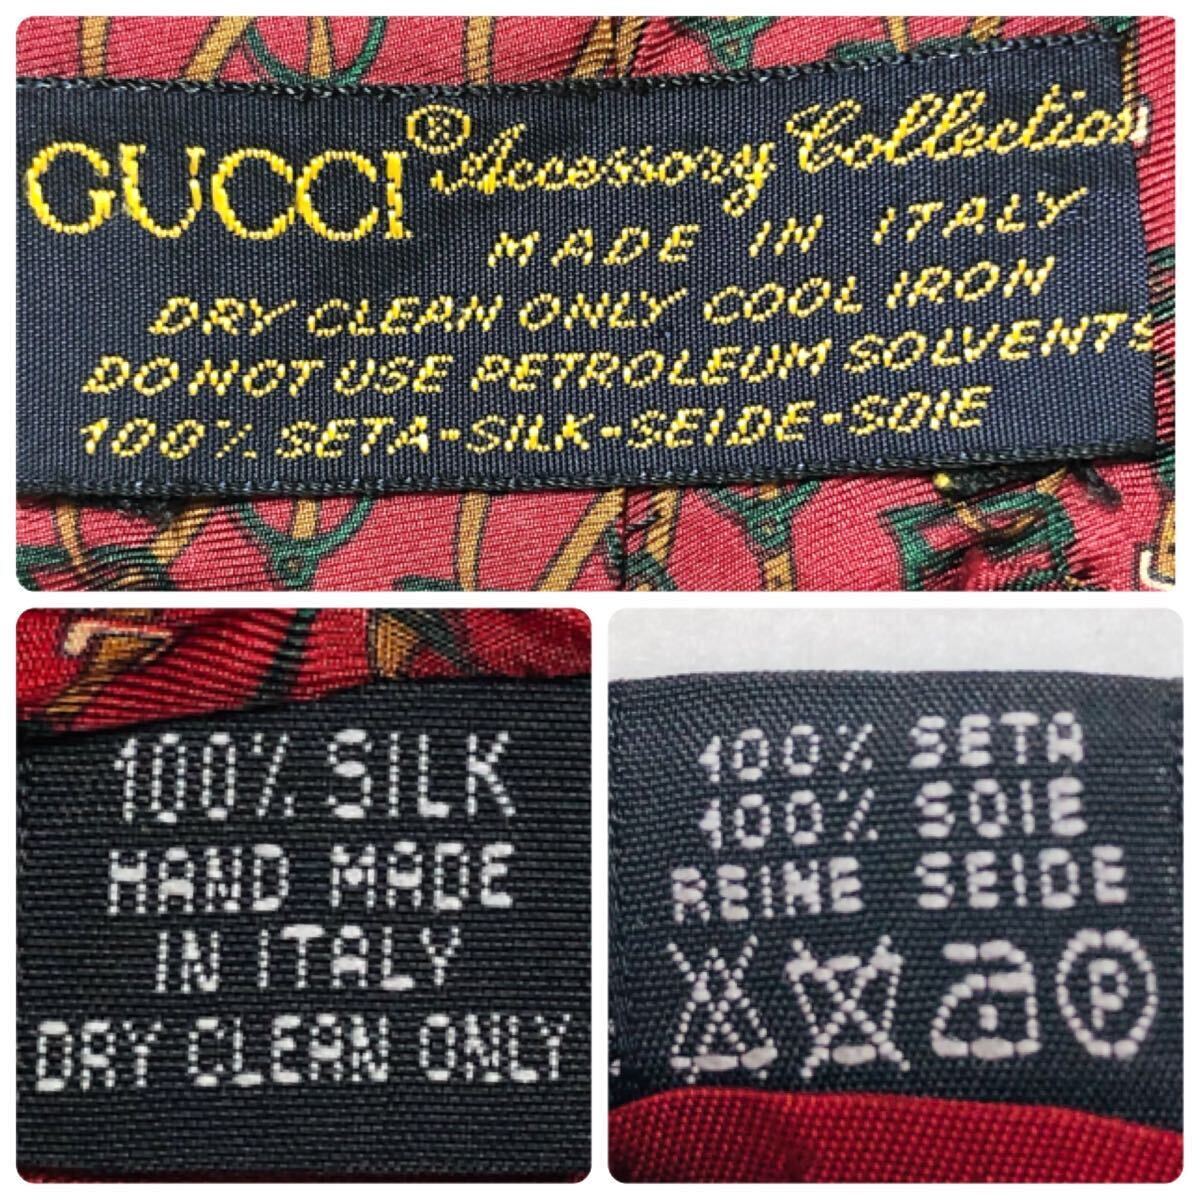 GUCCI® Accessory Collection
MADE IN ITALY
DRY CLEAN ONLY COOL IRON
DO NOT USE PETROLEUM SOLVENTS
100% SETA-SILK-SEIDE-SOIE
100% SILK
HAND MADE
IN ITALY
DRY CLEAN ONLY
100% SETA
100% SOIE
REINE SEIDE
P